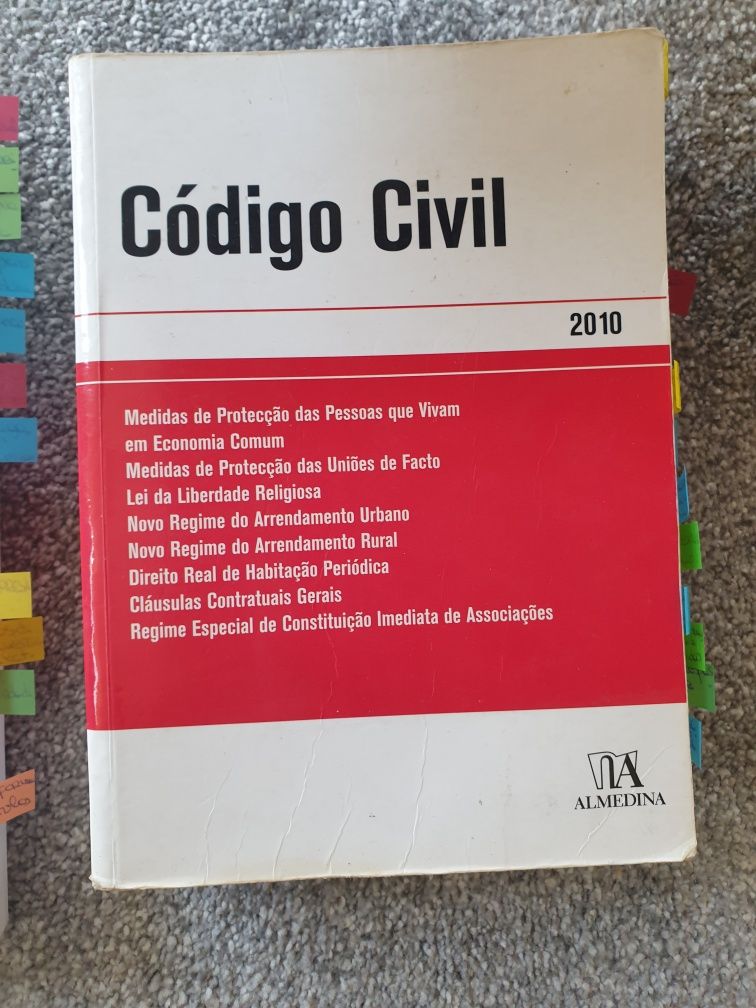 Código Civil
2010
Medidas de Protecção das Pessoas que Vivam
em Economia Comum
Medidas de Protecção das Uniões de Facto
Lei da Liberdade Religiosa
Novo Regime do Arrendamento Urbano
Novo Regime do Arrendamento Rural
Direito Real de Habitação Periódica
Cláusulas Contratuais Gerais
Regime Especial de Constituição Imediata de Associações
ALMEDINA